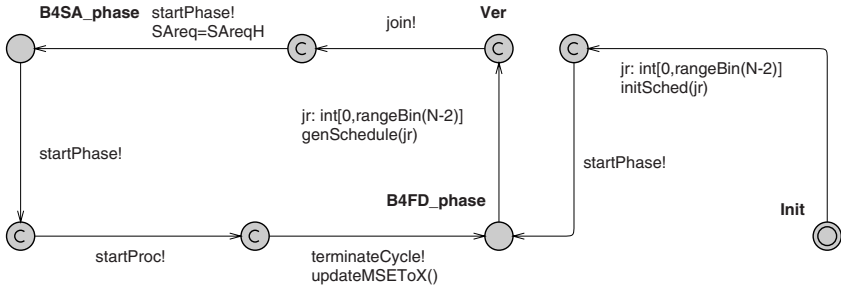 B4SA_phase
startPhase!
SAreq=SAreqH
C
join!
Ver
C
C
jr: int[0,rangeBin(N-2)]
initSched(jr)
jr: int[0,rangeBin(N-2)]
genSchedule(jr)
startPhase!
startPhase!
B4FD_phase
Init
C
startProc!
C
terminateCycle!
updateMSEToX()